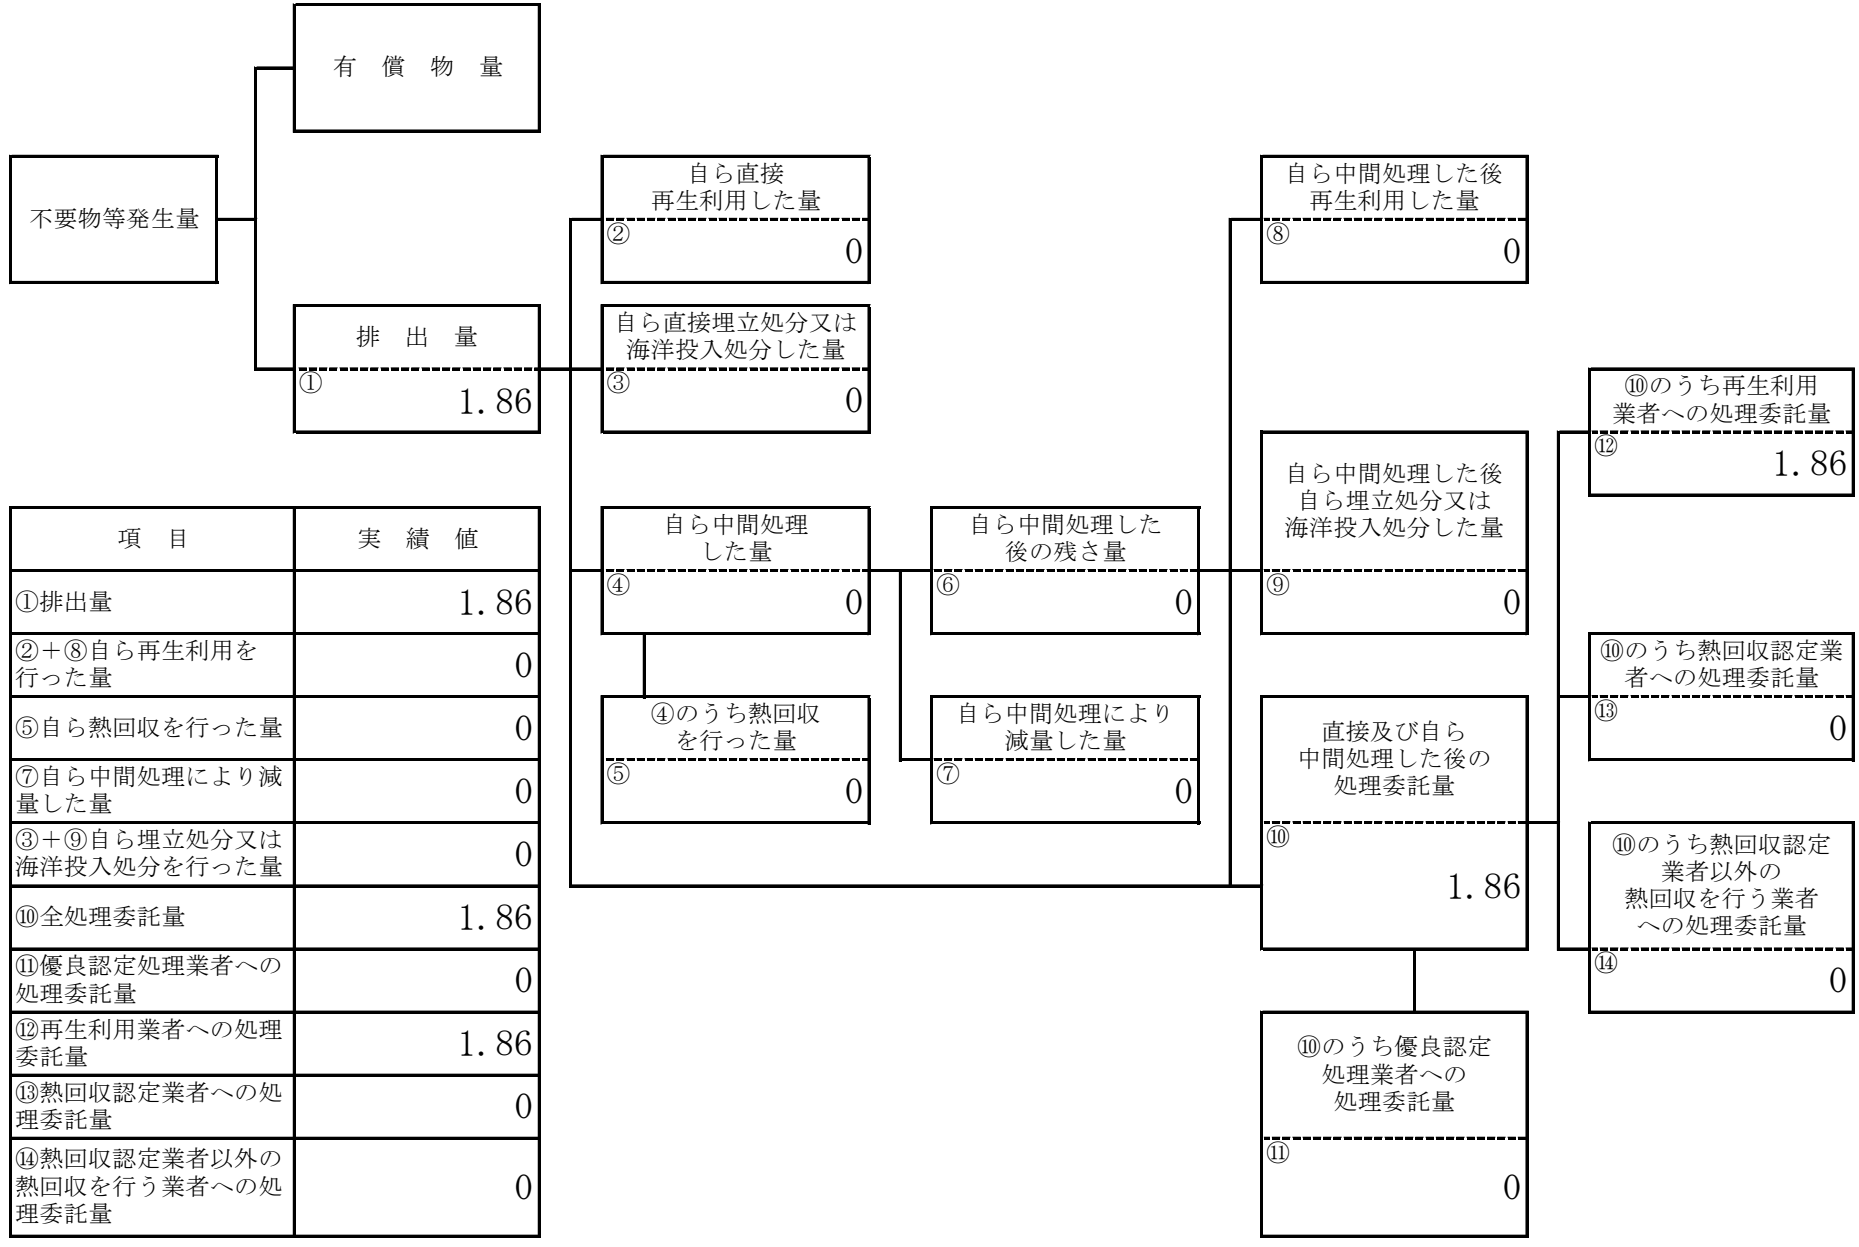 有 償 物 量
不要物等発生量
排 出 量
①
1.86
自ら直接
再生利用した量
②
0
自ら直接埋立処分又は
海洋投入処分した量
③
0
自ら中間処理
した量
④
0
④のうち熱回収
を行った量
⑤
0
自ら中間処理した
後の残さ量
⑥
0
自ら中間処理により
減量した量
⑦
0
自ら中間処理した後
再生利用した量
⑧
0
自ら中間処理した後
自ら埋立処分又は
海洋投入処分した量
⑨
0
直接及び自ら
中間処理した後の
処理委託量
⑩
1.86
⑩のうち優良認定
処理業者への
処理委託量
⑪
0
⑩のうち再生利用
業者への処理委託量
⑫
1.86
⑩のうち熱回収認定業
者への処理委託量
⑬
0
⑩のうち熱回収認定
業者以外の
熱回収を行う業者
への処理委託量
⑭
0
項 目 実 績 値
①排出量 1.86
②＋⑧自ら再生利用を
行った量 0
⑤自ら熱回収を行った量 0
⑦自ら中間処理により減
量した量 0
③＋⑨自ら埋立処分又は
海洋投入処分を行った量 0
⑩全処理委託量 1.86
⑪優良認定処理業者への
処理委託量 0
⑫再生利用業者への処理
委託量 1.86
⑬熱回収認定業者への処
理委託量 0
⑭熱回収認定業者以外の
熱回収を行う業者への処
理委託量 0